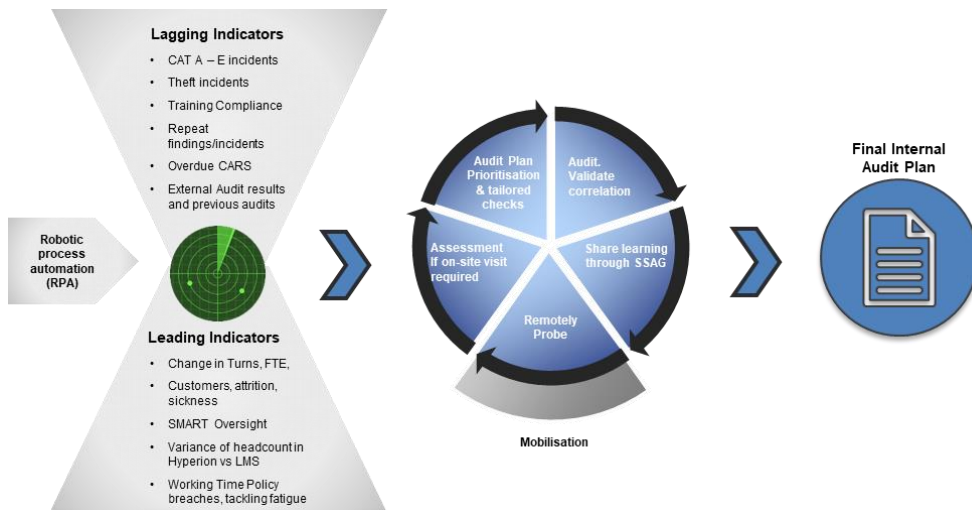 Lagging Indicators
• CAT A – E incidents
• Theft incidents
• Training Compliance
• Repeat
findings/incidents
• Overdue CARS
• External Audit results
and previous audits
Robotic
process
automation
(RPA)
Leading Indicators
• Change in Turns, FTE,
• Customers, attrition,
sickness
• SMART Oversight
• Variance of headcount in
Hyperion vs LMS
• Working Time Policy
breaches, tackling fatigue
Audit Plan
Prioritisation
& tailored
checks
Audit.
Validate
correlation
Assessment
If on-site visit
required
Share learning
through SSAG
Remotely
Probe
Mobilisation
Final Internal
Audit Plan